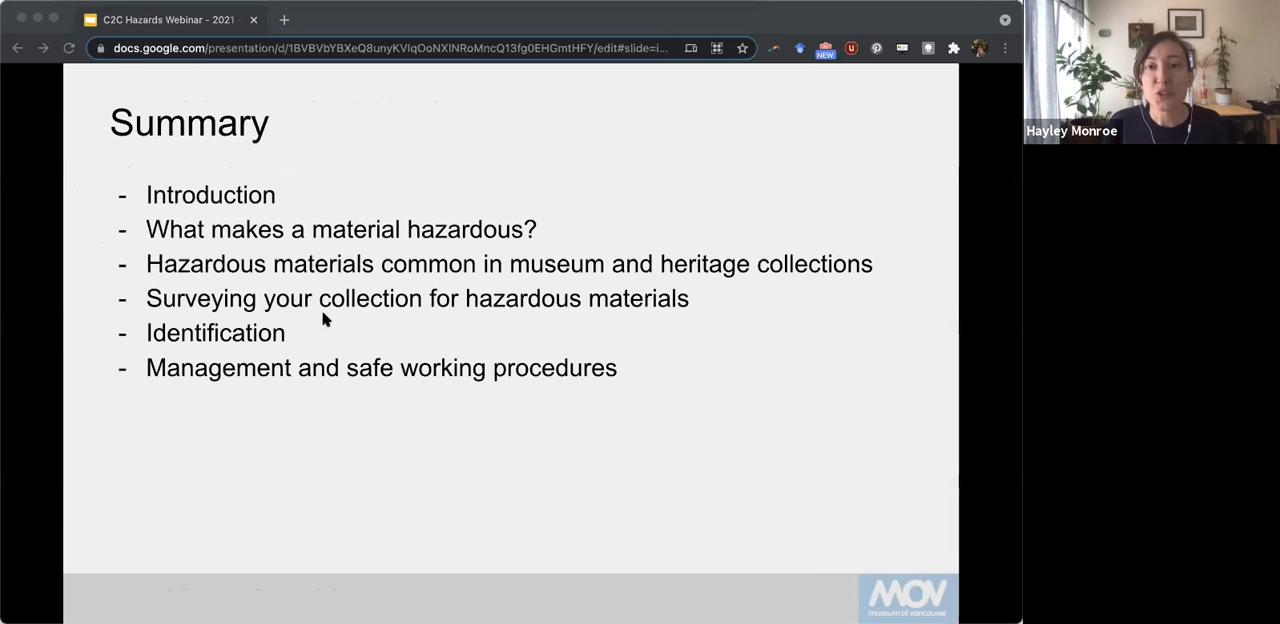 C2C Hazards Webinar - 2021 -
docs.google.com/presentation/d/1BVBVbYBXeQ8unyKVIqOoNXINRoMncQ13fg0EHGmtHFY/edit#slide=i...
NEW
Hayley Monroe
Summary
- Introduction
- What makes a material hazardous?
- Hazardous materials common in museum and heritage collections
- Surveying your collection for hazardous materials
- Identification
- Management and safe working procedures
MOV
museum of vancouver